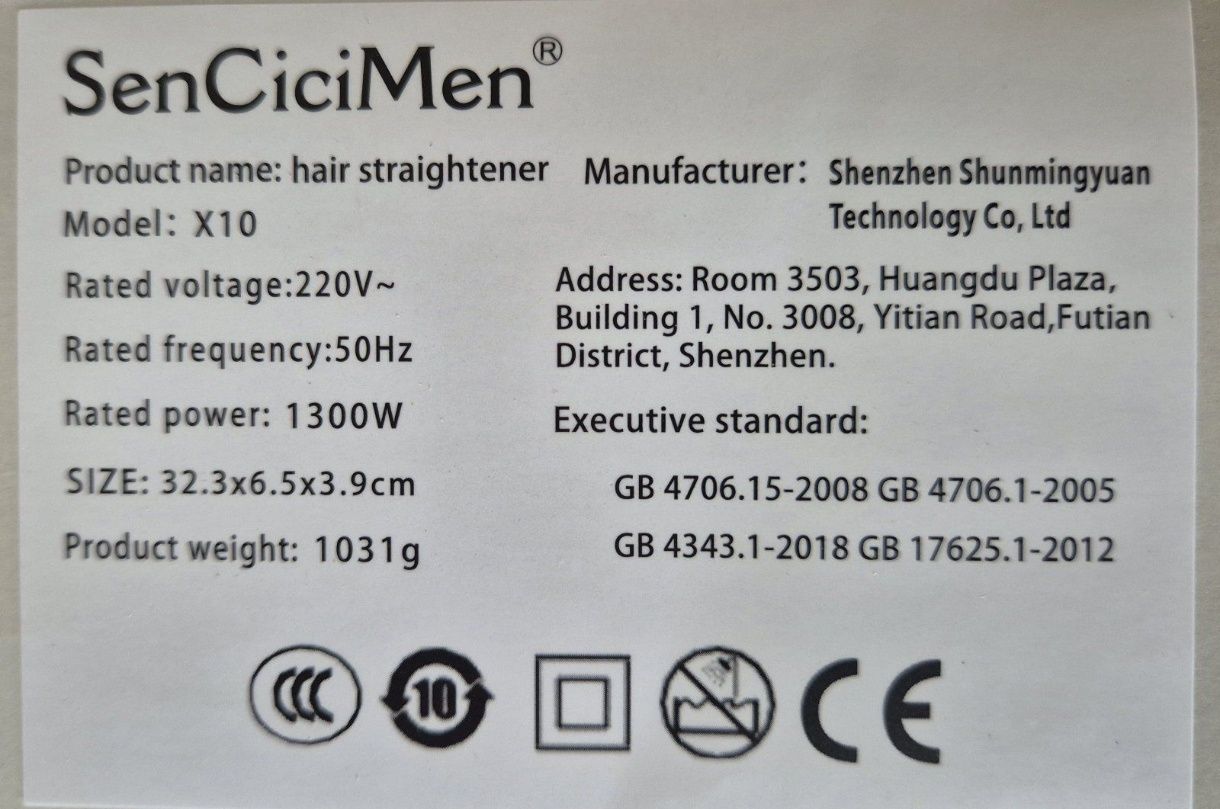 SenCiciMen®
Product name: hair straightener
Model: X10
Rated voltage:220V~
Rated frequency:50Hz
Rated power: 1300W
SIZE: 32.3x6.5x3.9cm
Product weight: 1031g
Manufacturer: Shenzhen Shunmingyuan
Technology Co, Ltd
Address: Room 3503, Huangdu Plaza,
Building 1, No. 3008, Yitian Road,Futian
District, Shenzhen.
Executive standard:
GB 4706.15-2008 GB 4706.1-2005
GB 4343.1-2018 GB 17625.1-2012
CCC 10 CE